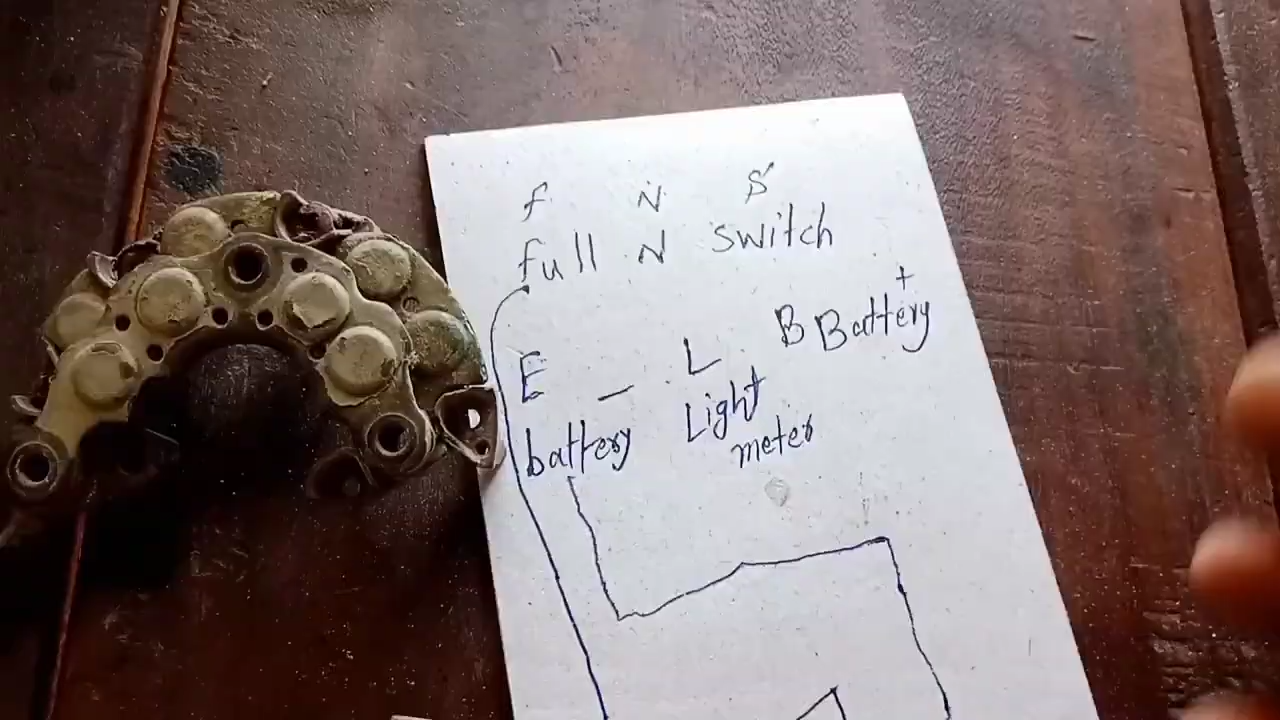 f N S
full N switch
+
B Battery
E - L
Light
battery
meter